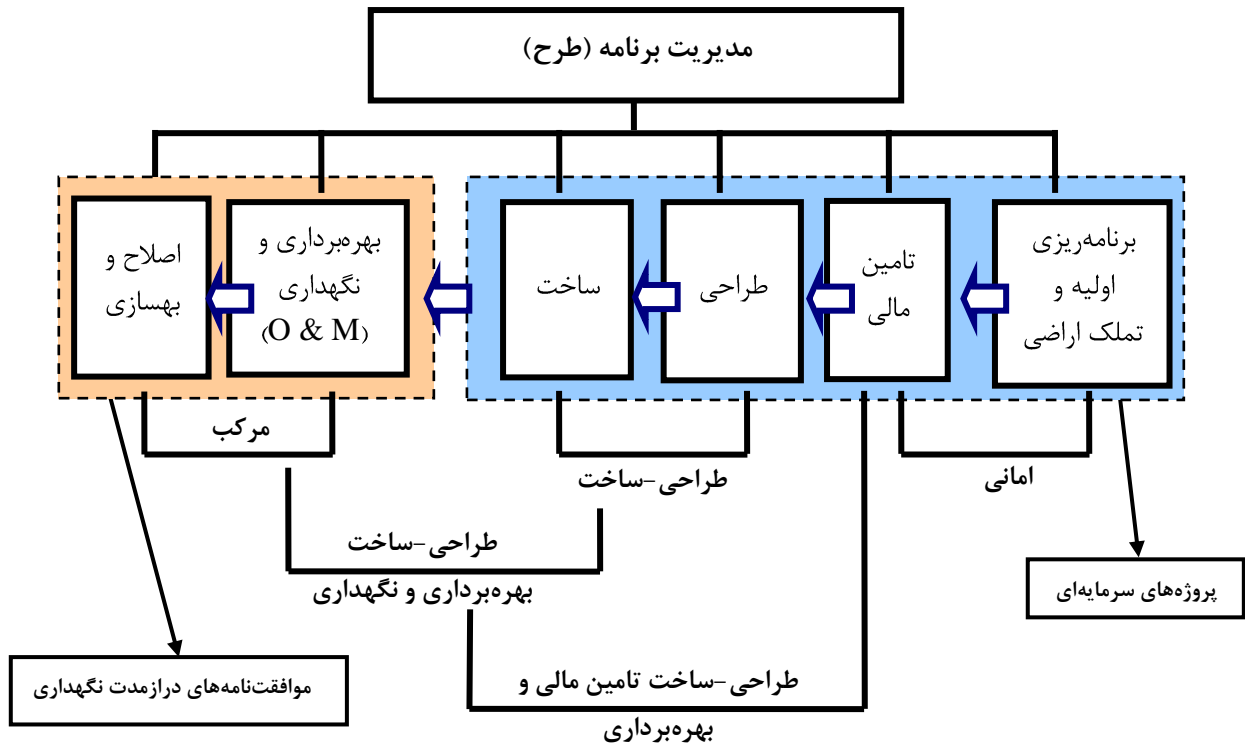 مدیریت برنامه (طرح)
برنامه‌ریزی
اولیه و
تملک اراضی
تامین
مالی
طراحی
ساخت
بهره‌برداری و
نگهداری
(O & M)
اصلاح و
بهسازی
امانی
طراحی-ساخت
مرکب
طراحی-ساخت
بهره‌برداری و نگهداری
پروژه‌های سرمایه‌ای
طراحی-ساخت تامین مالی و
بهره‌برداری
موافقت‌نامه‌های درازمدت نگهداری